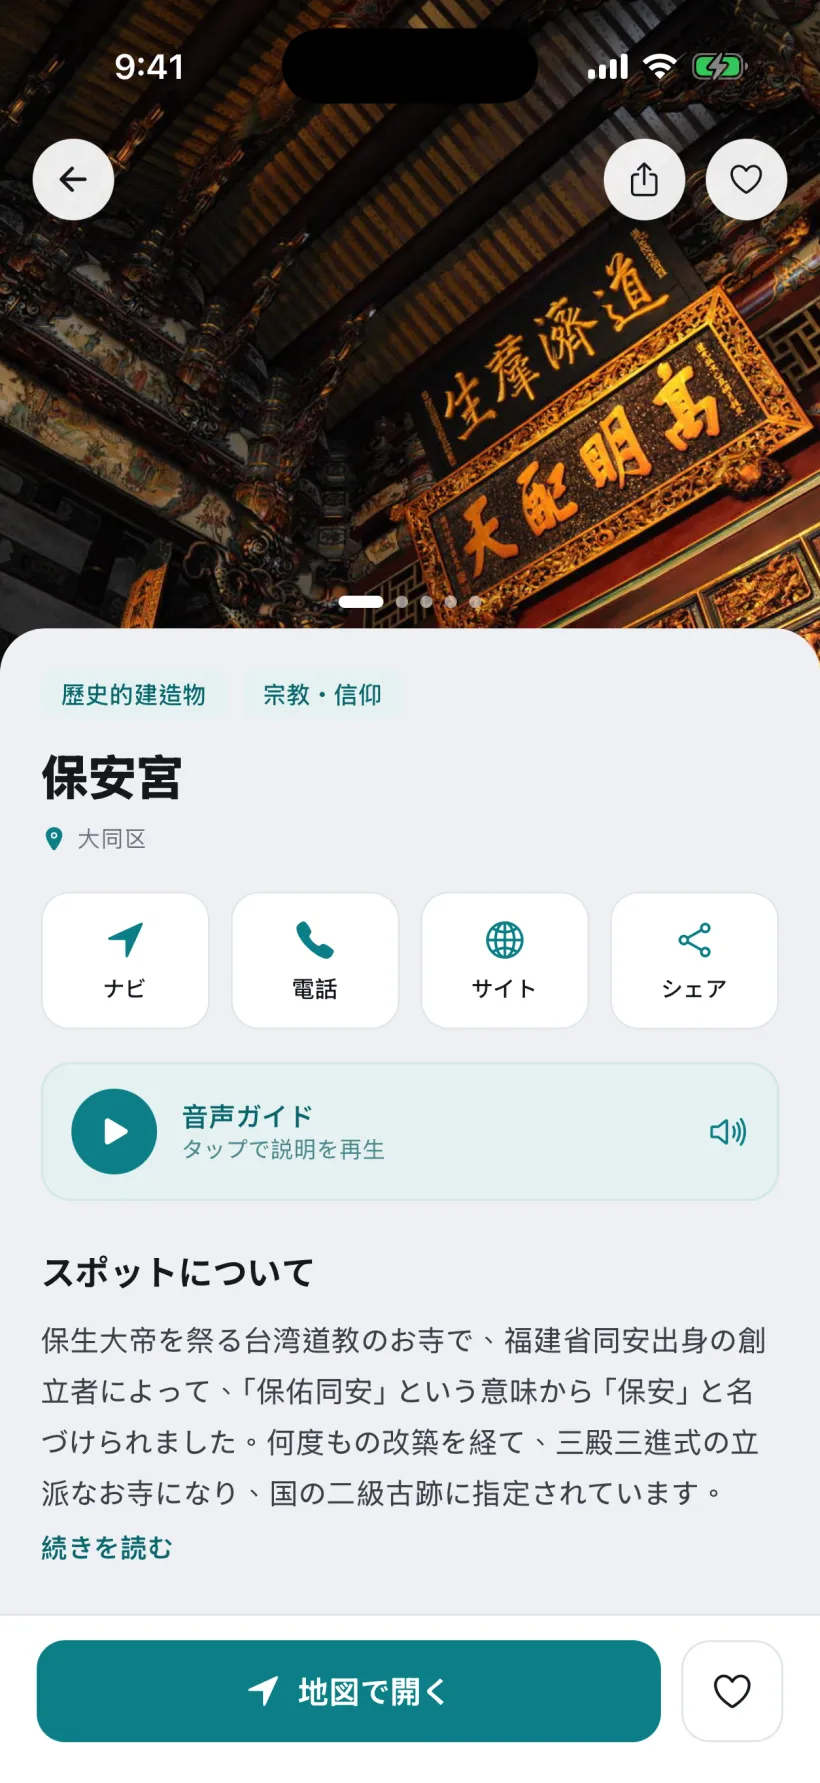 9:41
道濟羣生
高明配天
歷史的建造物
宗教・信仰
保安宮
大同区
ナビ
電話
サイト
シェア
音声ガイド
タップで説明を再生
スポットについて
保生大帝を祭る台湾道教のお寺で、福建省同安出身の創
立者によって、「保佑同安」という意味から「保安」と名
づけられました。何度もの改築を経て、三殿三進式の立
派なお寺になり、国の二級古跡に指定されています。
続きを読む
地図で開く